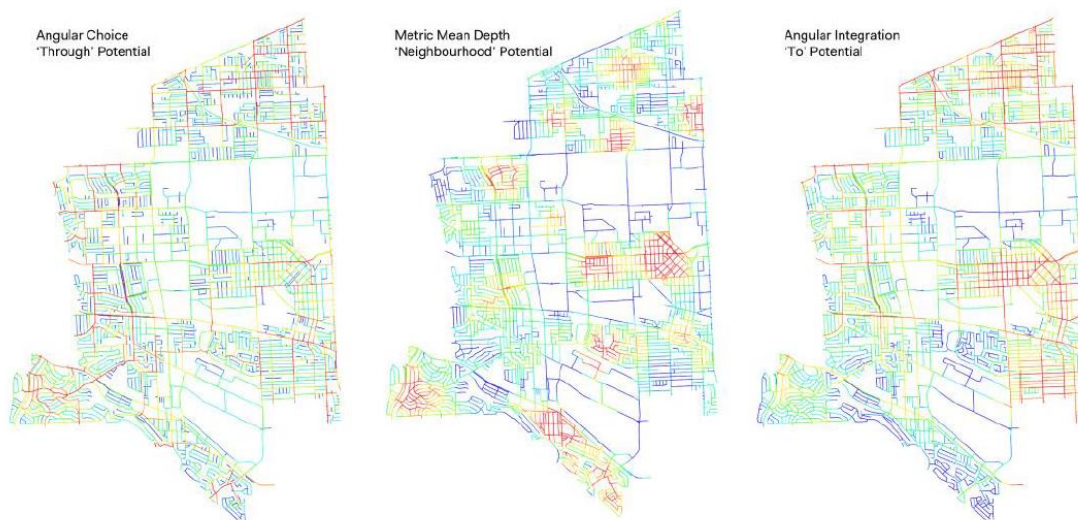 Angular Choice
'Through' Potential
Metric Mean Depth
'Neighbourhood' Potential
Angular Integration
'To' Potential